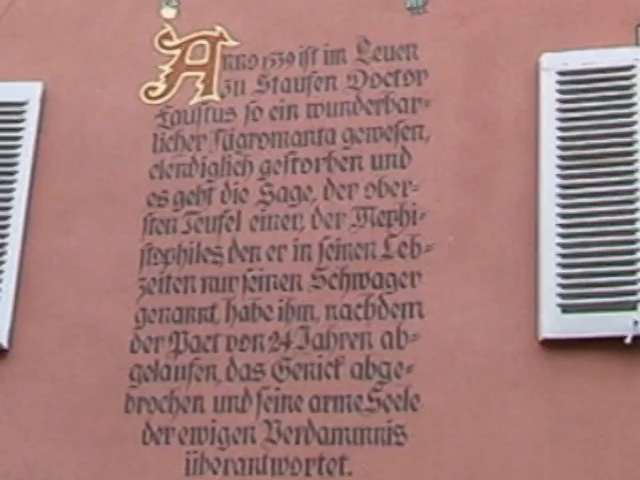 Anno 1539 ist im Leuen
zu Staufen Doctor
Faustus so ein wunderbar=
licher Nigromanta gewesen,
elendiglich gestorben und
es geht die Sage, der ober=
sten Teufel einer, der Mephi=
stophiles, den er in seinen Leb=
zeiten nur seinen Schwager
genannt, habe ihm, nachdem
der Pact von 24 Jahren ab=
gelaufen, das Genick abge=
brochen und seine arme Seele
der ewigen Verdammnis
überantwortet.